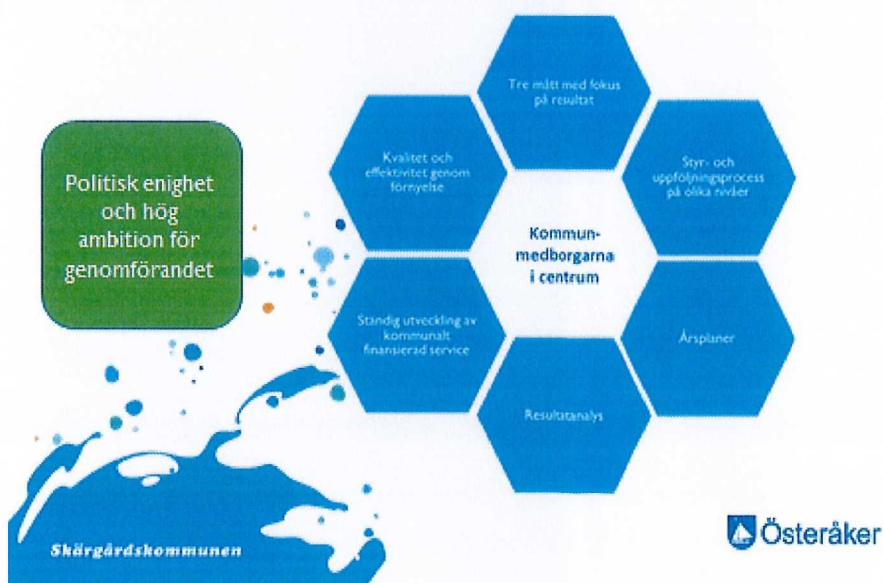 Politisk enighet
och hög
ambition för
genomförandet
Tre mått med fokus
på resultat
Kvalitet och
effektivitet genom
förnyelse
Styr- och
uppföljningsprocess
på olika nivåer
Kommun-
medborgarna
i centrum
Ständig utveckling av
kommunalt
finansierad service
Årsplaner
Resultatanalys
Skärgårdskommunen
Österåker